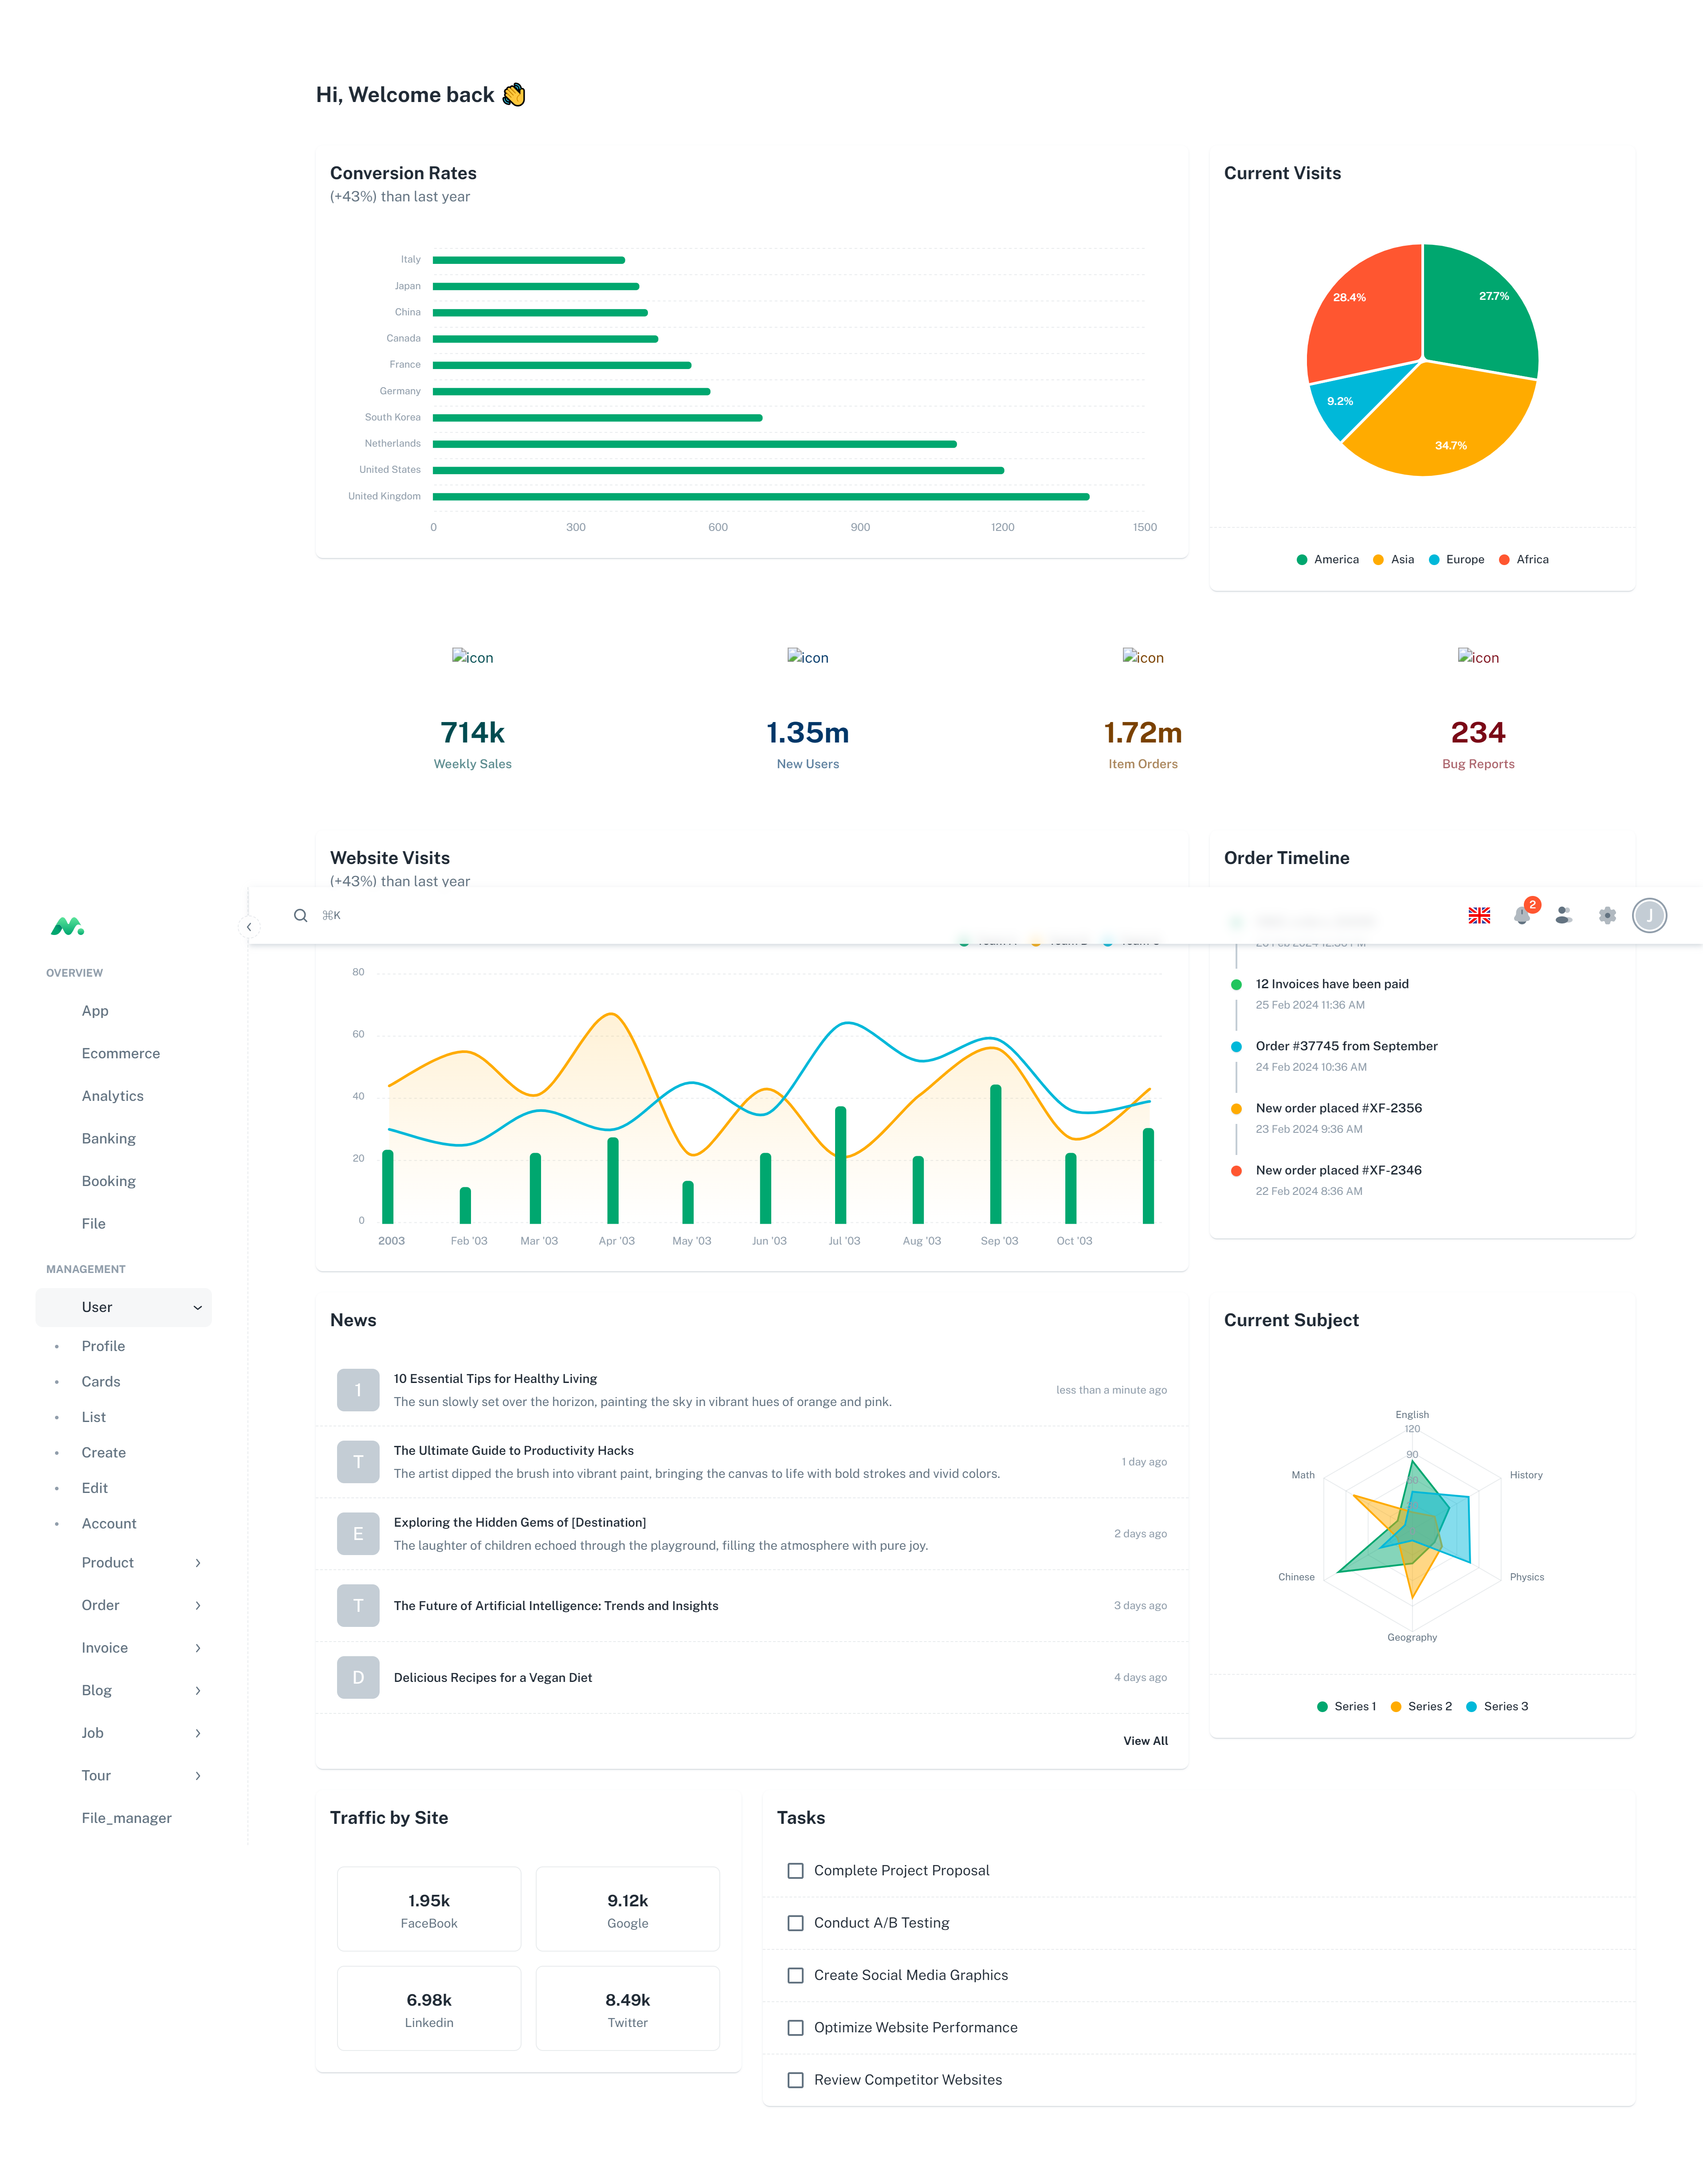 Hi, Welcome back 👋
Conversion Rates
(+43%) than last year
Italy
Japan
China
Canada
France
Germany
South Korea
Netherlands
United States
United Kingdom
0 300 600 900 1200 1500
Current Visits
28.4%
27.7%
9.2%
34.7%
America Asia Europe Africa
icon
714k
Weekly Sales
icon
1.35m
New Users
icon
1.72m
Item Orders
icon
234
Bug Reports
Website Visits
(+43%) than last year
Order Timeline
⌘K
2
J
80
60
40
20
0
2003 Feb '03 Mar '03 Apr '03 May '03 Jun '03 Jul '03 Aug '03 Sep '03 Oct '03
12 Invoices have been paid
25 Feb 2024 11:36 AM
Order #37745 from September
24 Feb 2024 10:36 AM
New order placed #XF-2356
23 Feb 2024 9:36 AM
New order placed #XF-2346
22 Feb 2024 8:36 AM
OVERVIEW
App
Ecommerce
Analytics
Banking
Booking
File
MANAGEMENT
User
Profile
Cards
List
Create
Edit
Account
Product
Order
Invoice
Blog
Job
Tour
File_manager
News
1
10 Essential Tips for Healthy Living
The sun slowly set over the horizon, painting the sky in vibrant hues of orange and pink.
less than a minute ago
T
The Ultimate Guide to Productivity Hacks
The artist dipped the brush into vibrant paint, bringing the canvas to life with bold strokes and vivid colors.
1 day ago
E
Exploring the Hidden Gems of [Destination]
The laughter of children echoed through the playground, filling the atmosphere with pure joy.
2 days ago
T
The Future of Artificial Intelligence: Trends and Insights
3 days ago
D
Delicious Recipes for a Vegan Diet
4 days ago
View All
Current Subject
English
120
90
Math
History
Chinese
Physics
Geography
Series 1 Series 2 Series 3
Traffic by Site
1.95k
FaceBook
9.12k
Google
6.98k
Linkedin
8.49k
Twitter
Tasks
Complete Project Proposal
Conduct A/B Testing
Create Social Media Graphics
Optimize Website Performance
Review Competitor Websites